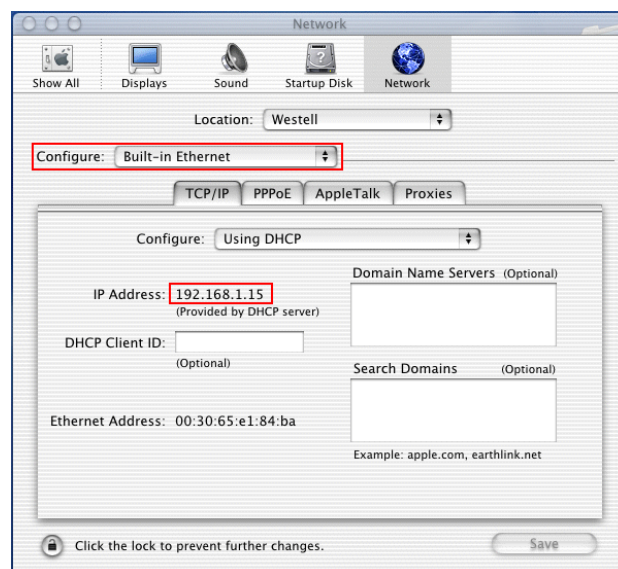 Network
Show All Displays Sound Startup Disk Network
Location: Westell
Configure: Built-in Ethernet
TCP/IP PPPoE AppleTalk Proxies
Configure: Using DHCP
Domain Name Servers (Optional)
IP Address: 192.168.1.15
(Provided by DHCP server)
DHCP Client ID:
(Optional)
Search Domains (Optional)
Ethernet Address: 00:30:65:e1:84:ba
Example: apple.com, earthlink.net
Click the lock to prevent further changes.
Save